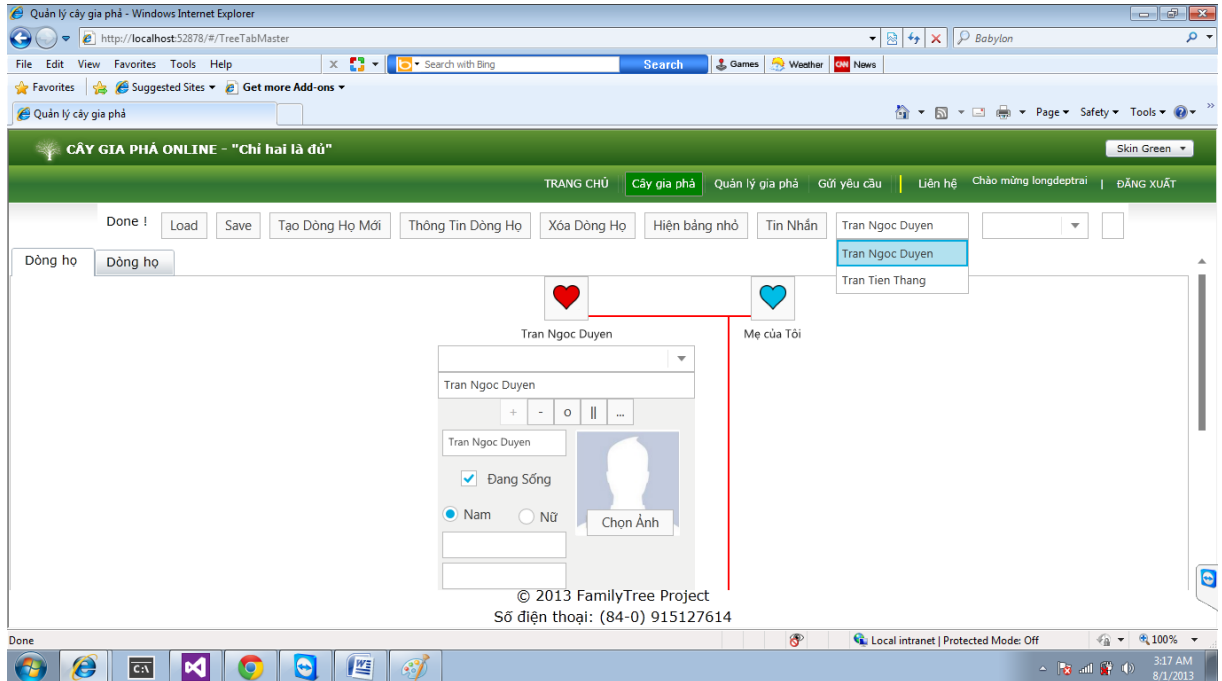 Quản lý cây gia phả - Windows Internet Explorer
http://localhost:52878/#/TreeTabMaster
Babylon
File Edit View Favorites Tools Help
X
Search with Bing
Search
Games
Weather
CNN News
Favorites
Suggested Sites
Get more Add-ons
Quản lý cây gia phả
Page Safety Tools
CÂY GIA PHẢ ONLINE - "Chỉ hai là đủ"
Skin Green
TRANG CHỦ Cây gia phả Quản lý gia phả Gửi yêu cầu | Liên hệ Chào mừng longdeptrai | ĐĂNG XUẤT
Done ! Load Save Tạo Dòng Họ Mới Thông Tin Dòng Họ Xóa Dòng Họ Hiện bảng nhỏ Tin Nhắn Tran Ngoc Duyen
Tran Ngoc Duyen
Tran Tien Thang
Dòng họ Dòng họ
Tran Ngoc Duyen Mẹ của Tôi
Tran Ngoc Duyen
+ - o || ...
Tran Ngoc Duyen
Đang Sống
Nam Nữ
Chọn Ảnh
© 2013 FamilyTree Project
Số điện thoại: (84-0) 915127614
Done
Local intranet | Protected Mode: Off
100%
C:\
3:17 AM
8/1/2013